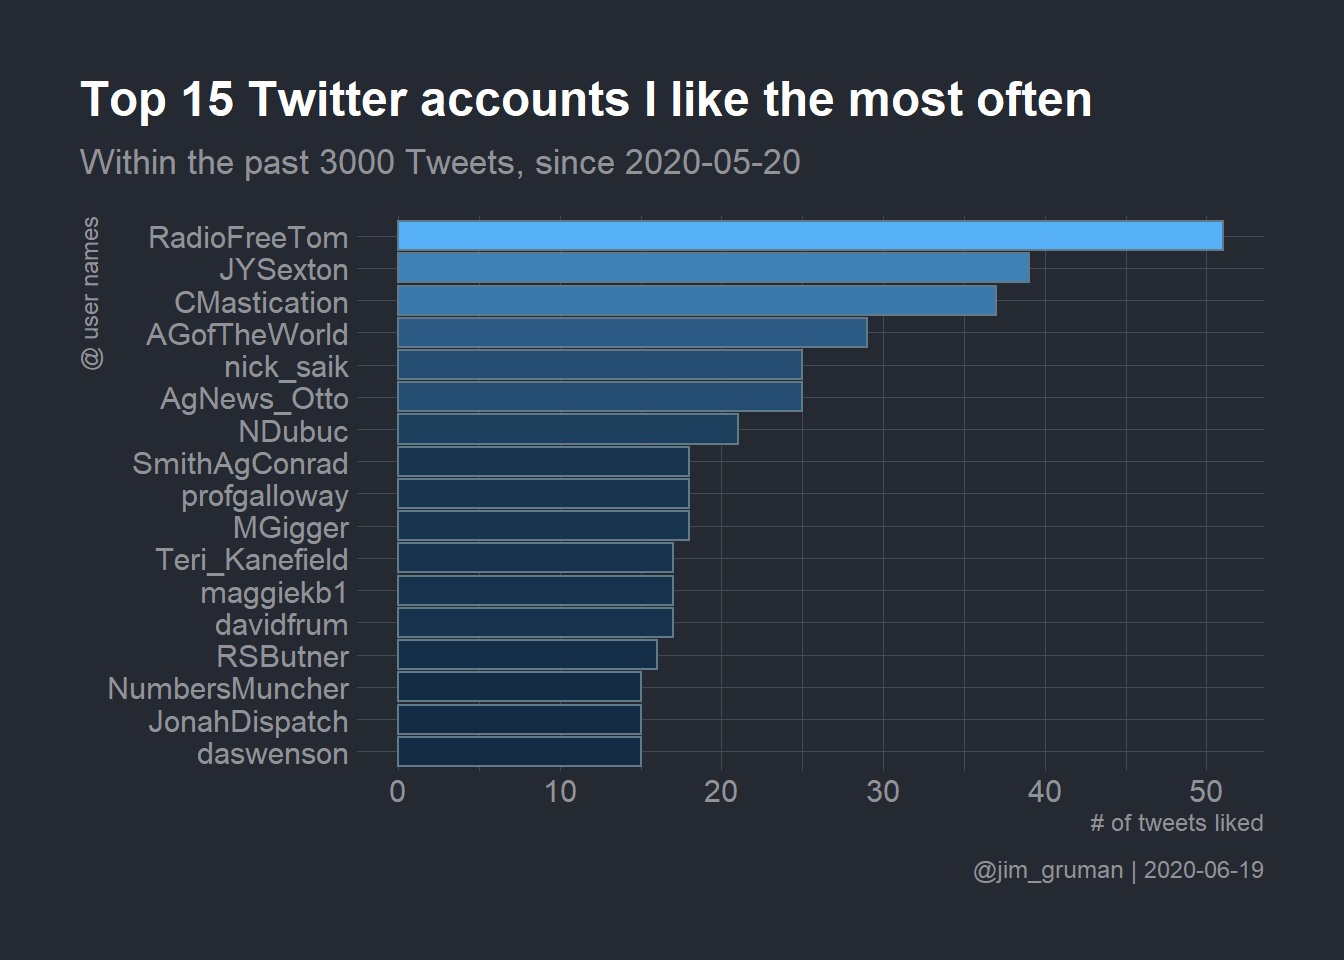 Top 15 Twitter accounts I like the most often
Within the past 3000 Tweets, since 2020-05-20
@ user names
RadioFreeTom
JYSexton
CMastication
AGofTheWorld
nick_saik
AgNews_Otto
NDubuc
SmithAgConrad
profgalloway
MGigger
Teri_Kanefield
maggiekb1
davidfrum
RSButner
NumbersMuncher
JonahDispatch
daswenson
0 10 20 30 40 50
# of tweets liked
@jim_gruman | 2020-06-19